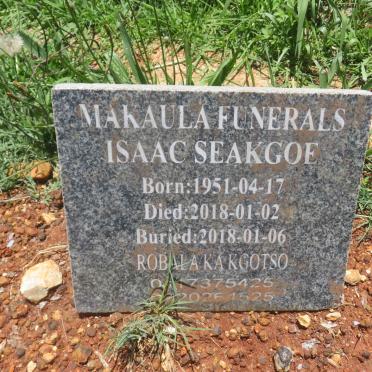 MAKAULA FUNERALS
ISAAC SEAKGOE
Born:1951-04-17
Died:2018-01-02
Buried:2018-01-06
ROBALA KA KGOTSO